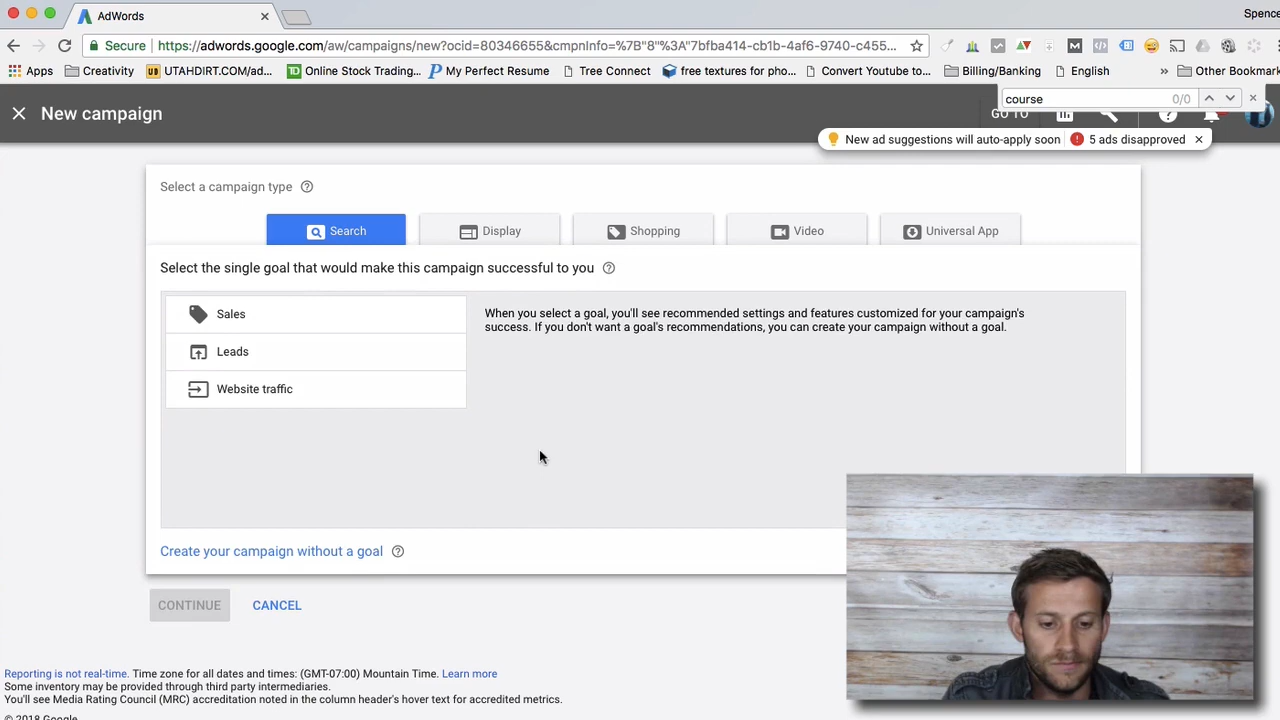 AdWords
Spenc
Secure https://adwords.google.com/aw/campaigns/new?ocid=80346655&cmpnInfo=%7B"8"%3A"7bfba414-cb1b-4af6-9740-c455...
Apps Creativity UTAHDIRT.COM/ad... Online Stock Trading... My Perfect Resume Tree Connect free textures for pho... Convert Youtube to... Billing/Banking English » Other Bookmark
course 0/0
New campaign
GO TO
New ad suggestions will auto-apply soon 5 ads disapproved
Select a campaign type
Search Display Shopping Video Universal App
Select the single goal that would make this campaign successful to you
Sales
Leads
Website traffic
When you select a goal, you'll see recommended settings and features customized for your campaign's
success. If you don't want a goal's recommendations, you can create your campaign without a goal.
Create your campaign without a goal
CONTINUE CANCEL
Reporting is not real-time. Time zone for all dates and times: (GMT-07:00) Mountain Time. Learn more
Some inventory may be provided through third party intermediaries.
You'll see Media Rating Council (MRC) accreditation noted in the column header's hover text for accredited metrics.
© 2018 Google